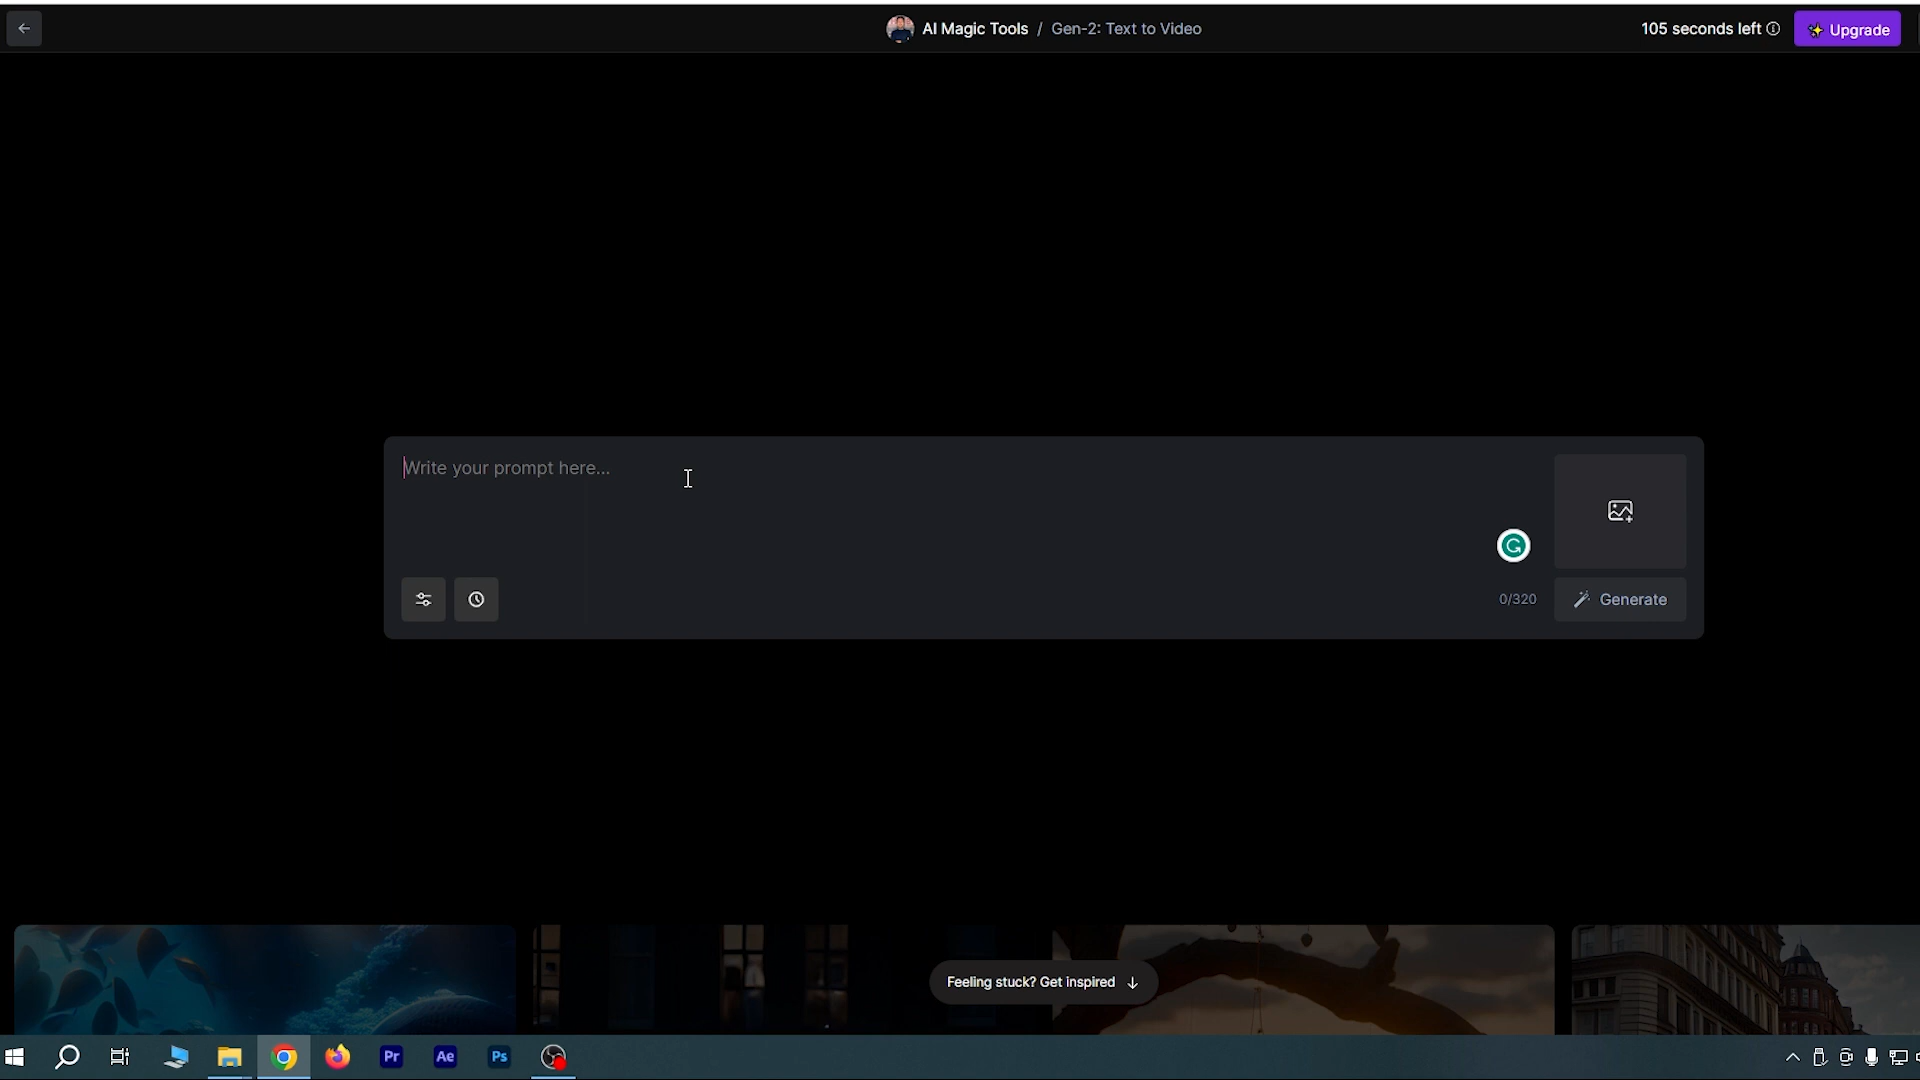 AI Magic Tools / Gen-2: Text to Video
105 seconds left
Upgrade
Write your prompt here...
0/320
Generate
Feeling stuck? Get inspired ↓
Pr
Ae
Ps